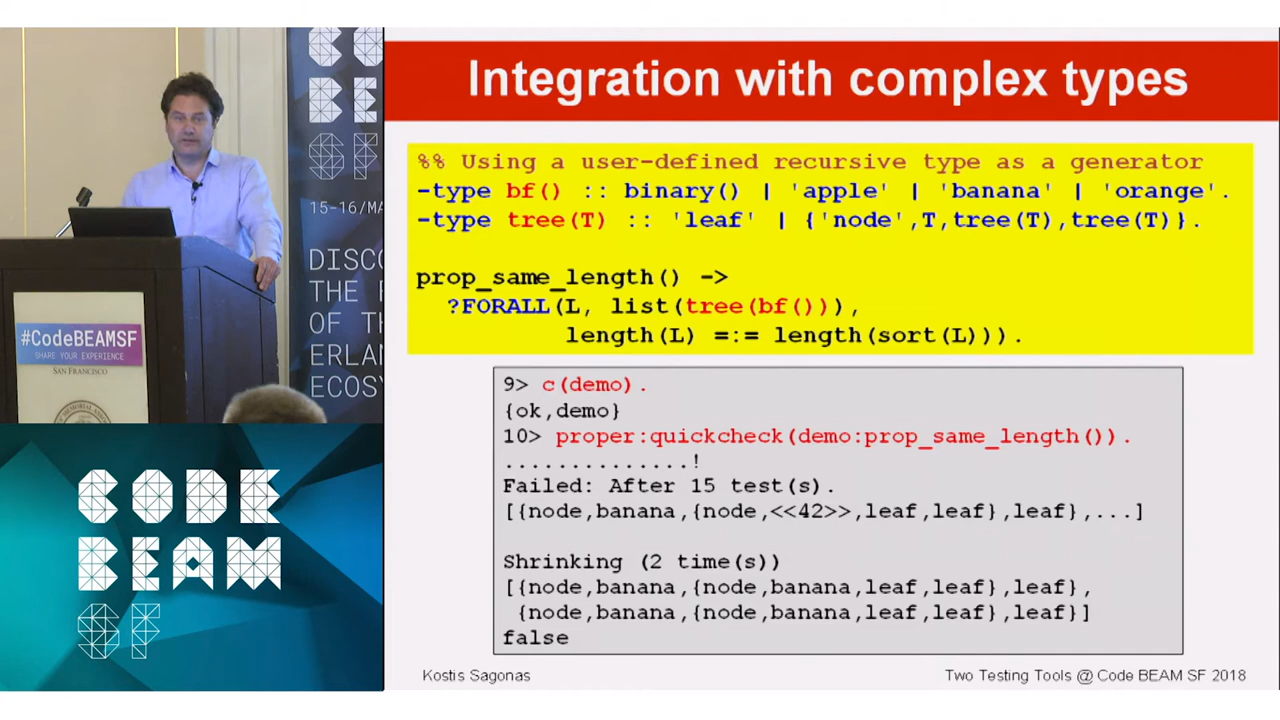 CO
BE
SF
15-16/MA
DISCO
THE F
OF TH
ERLAN
ECOSY
#CodeBEAMSF
SHARE YOUR EXPERIENCE
SAN FRANCISCO
CODE
BEAM
SF
Integration with complex types
%% Using a user-defined recursive type as a generator
-type bf() :: binary() | 'apple' | 'banana' | 'orange'.
-type tree(T) :: 'leaf' | {'node',T,tree(T),tree(T)}.
prop_same_length() ->
?FORALL(L, list(tree(bf())),
length(L) =:= length(sort(L))).
9> c(demo).
{ok,demo}
10> proper:quickcheck(demo:prop_same_length()).
..............!
Failed: After 15 test(s).
[{node,banana,{node,<<42>>,leaf,leaf},leaf},...]
Shrinking (2 time(s))
[{node,banana,{node,banana,leaf,leaf},leaf},
{node,banana,{node,banana,leaf,leaf},leaf}]
false
Kostis Sagonas
Two Testing Tools @ Code BEAM SF 2018